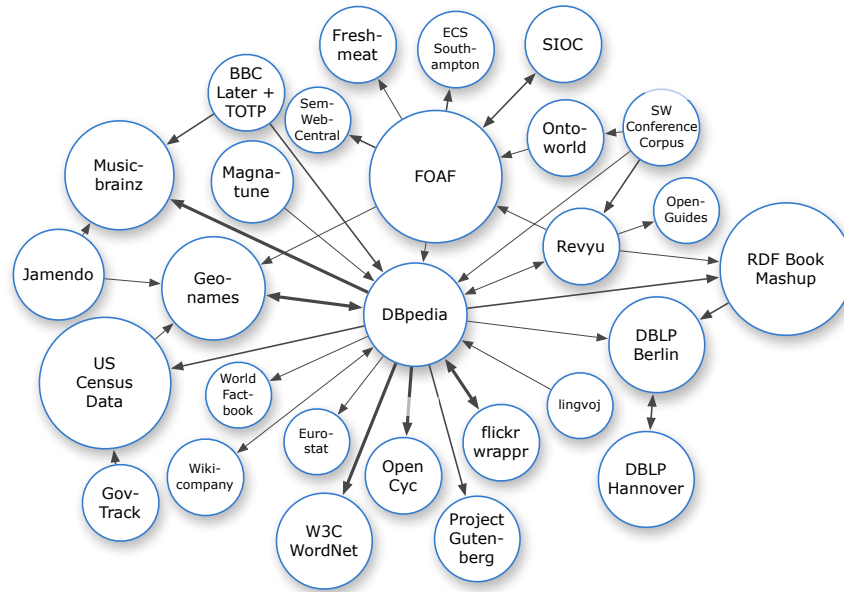 Fresh-
meat
ECS
South-
ampton
SIOC
BBC
Later +
TOTP
Sem-
Web-
Central
FOAF
Onto-
world
SW
Conference
Corpus
Music-
brainz
Magna-
tune
Open-
Guides
Revyu
RDF Book
Mashup
Jamendo
Geo-
names
DBpedia
DBLP
Berlin
US
Census
Data
World
Fact-
book
lingvoj
Euro-
stat
flickr
wrappr
Wiki-
company
Open
Cyc
DBLP
Hannover
Gov-
Track
W3C
WordNet
Project
Guten-
berg